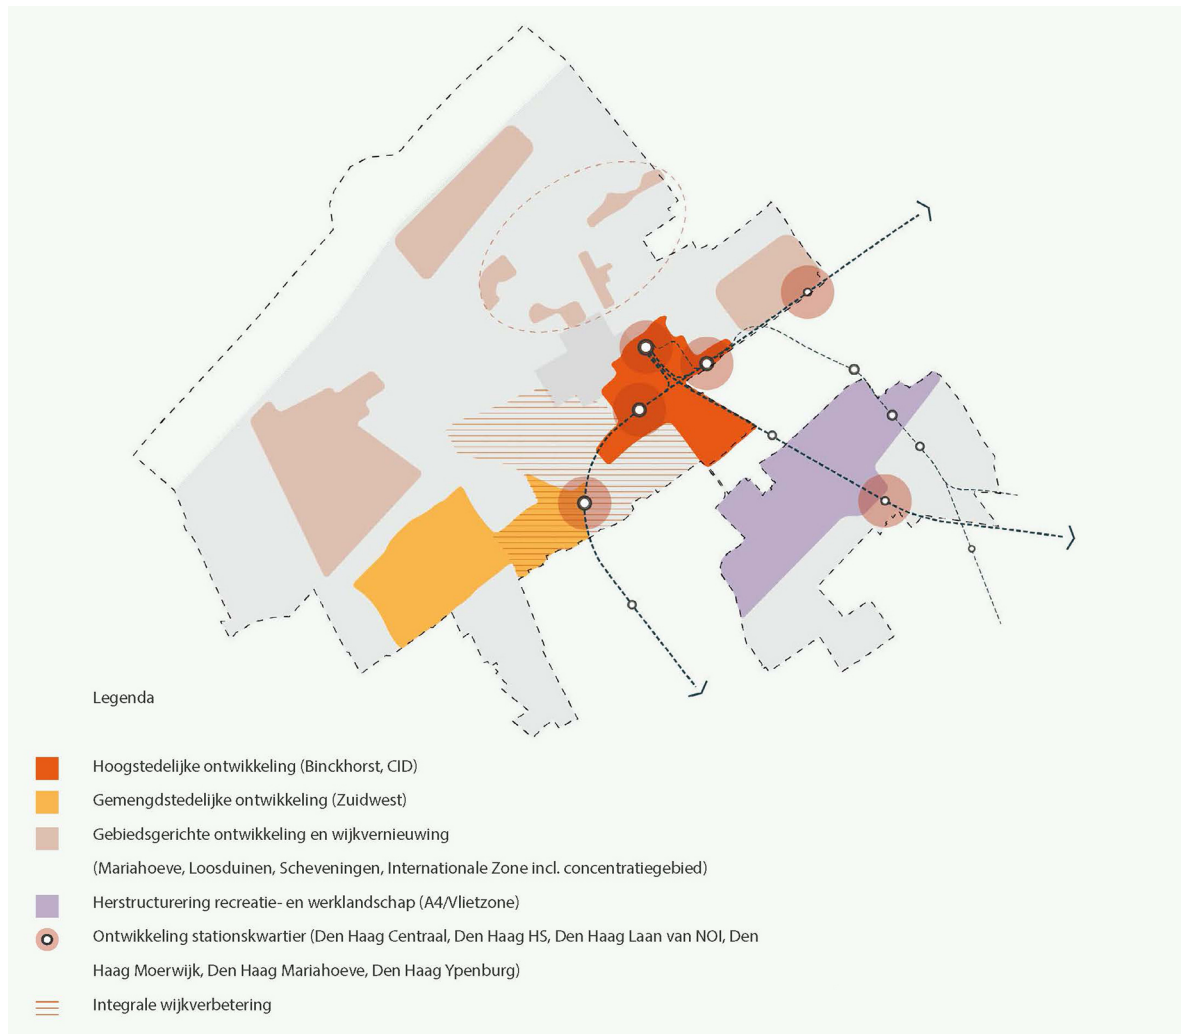 Legenda
Hoogstedelijke ontwikkeling (Binckhorst, CID)
Gemengdstedelijke ontwikkeling (Zuidwest)
Gebiedsgerichte ontwikkeling en wijkvernieuwing
(Mariahoeve, Loosduinen, Scheveningen, Internationale Zone incl. concentratiegebied)
Herstructurering recreatie- en werklandschap (A4/Vlietzone)
Ontwikkeling stationskwartier (Den Haag Centraal, Den Haag HS, Den Haag Laan van NOI, Den
Haag Moerwijk, Den Haag Mariahoeve, Den Haag Ypenburg)
Integrale wijkverbetering